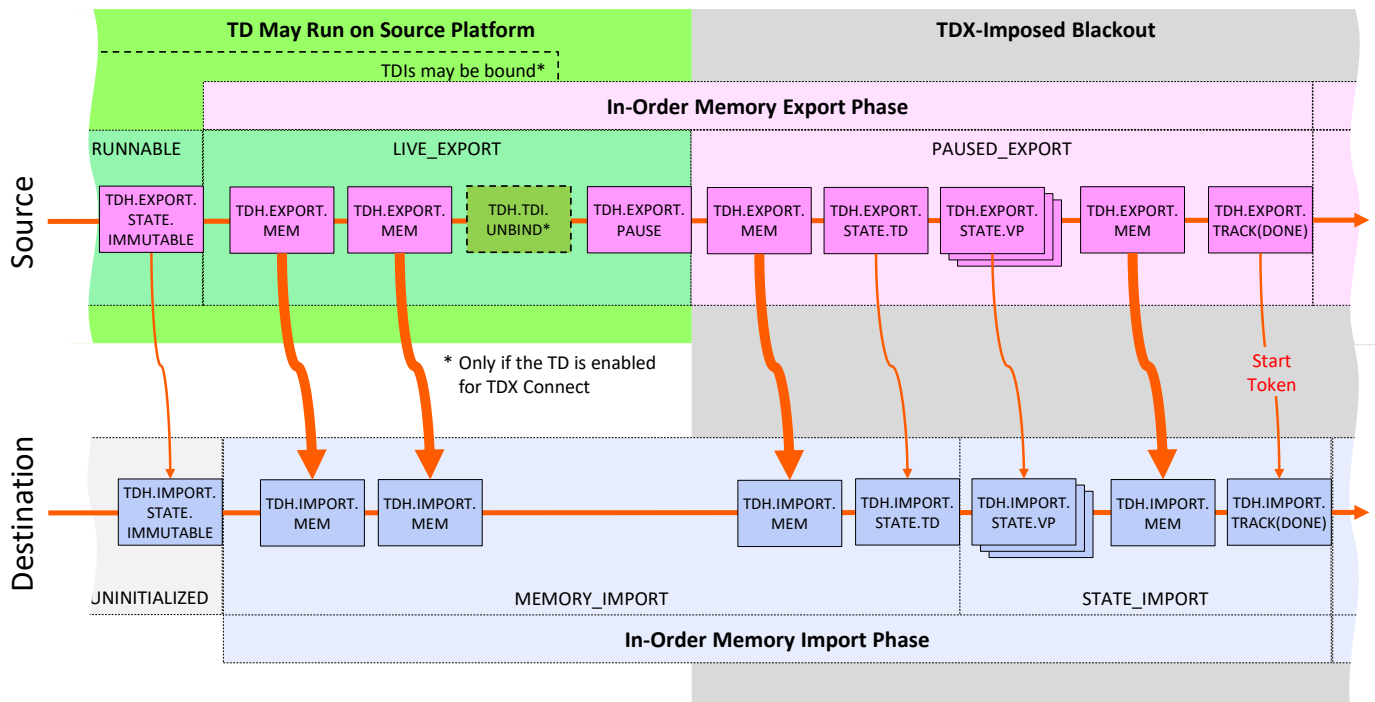 TD May Run on Source Platform
TDX-Imposed Blackout
TDIs may be bound*
In-Order Memory Export Phase
RUNNABLE
LIVE_EXPORT
PAUSED_EXPORT
Source
TDH.EXPORT.
STATE.
IMMUTABLE
TDH.EXPORT.
MEM
TDH.EXPORT.
MEM
TDH.TDI.
UNBIND*
TDH.EXPORT.
PAUSE
TDH.EXPORT.
MEM
TDH.EXPORT.
STATE.TD
TDH.EXPORT.
STATE.VP
TDH.EXPORT.
MEM
TDH.EXPORT.
TRACK(DONE)
* Only if the TD is enabled
for TDX Connect
Start
Token
Destination
TDH.IMPORT.
STATE.
IMMUTABLE
TDH.IMPORT.
MEM
TDH.IMPORT.
MEM
TDH.IMPORT.
MEM
TDH.IMPORT.
STATE.TD
TDH.IMPORT.
STATE.VP
TDH.IMPORT.
MEM
TDH.IMPORT.
TRACK(DONE)
UNINITIALIZED
MEMORY_IMPORT
STATE_IMPORT
In-Order Memory Import Phase